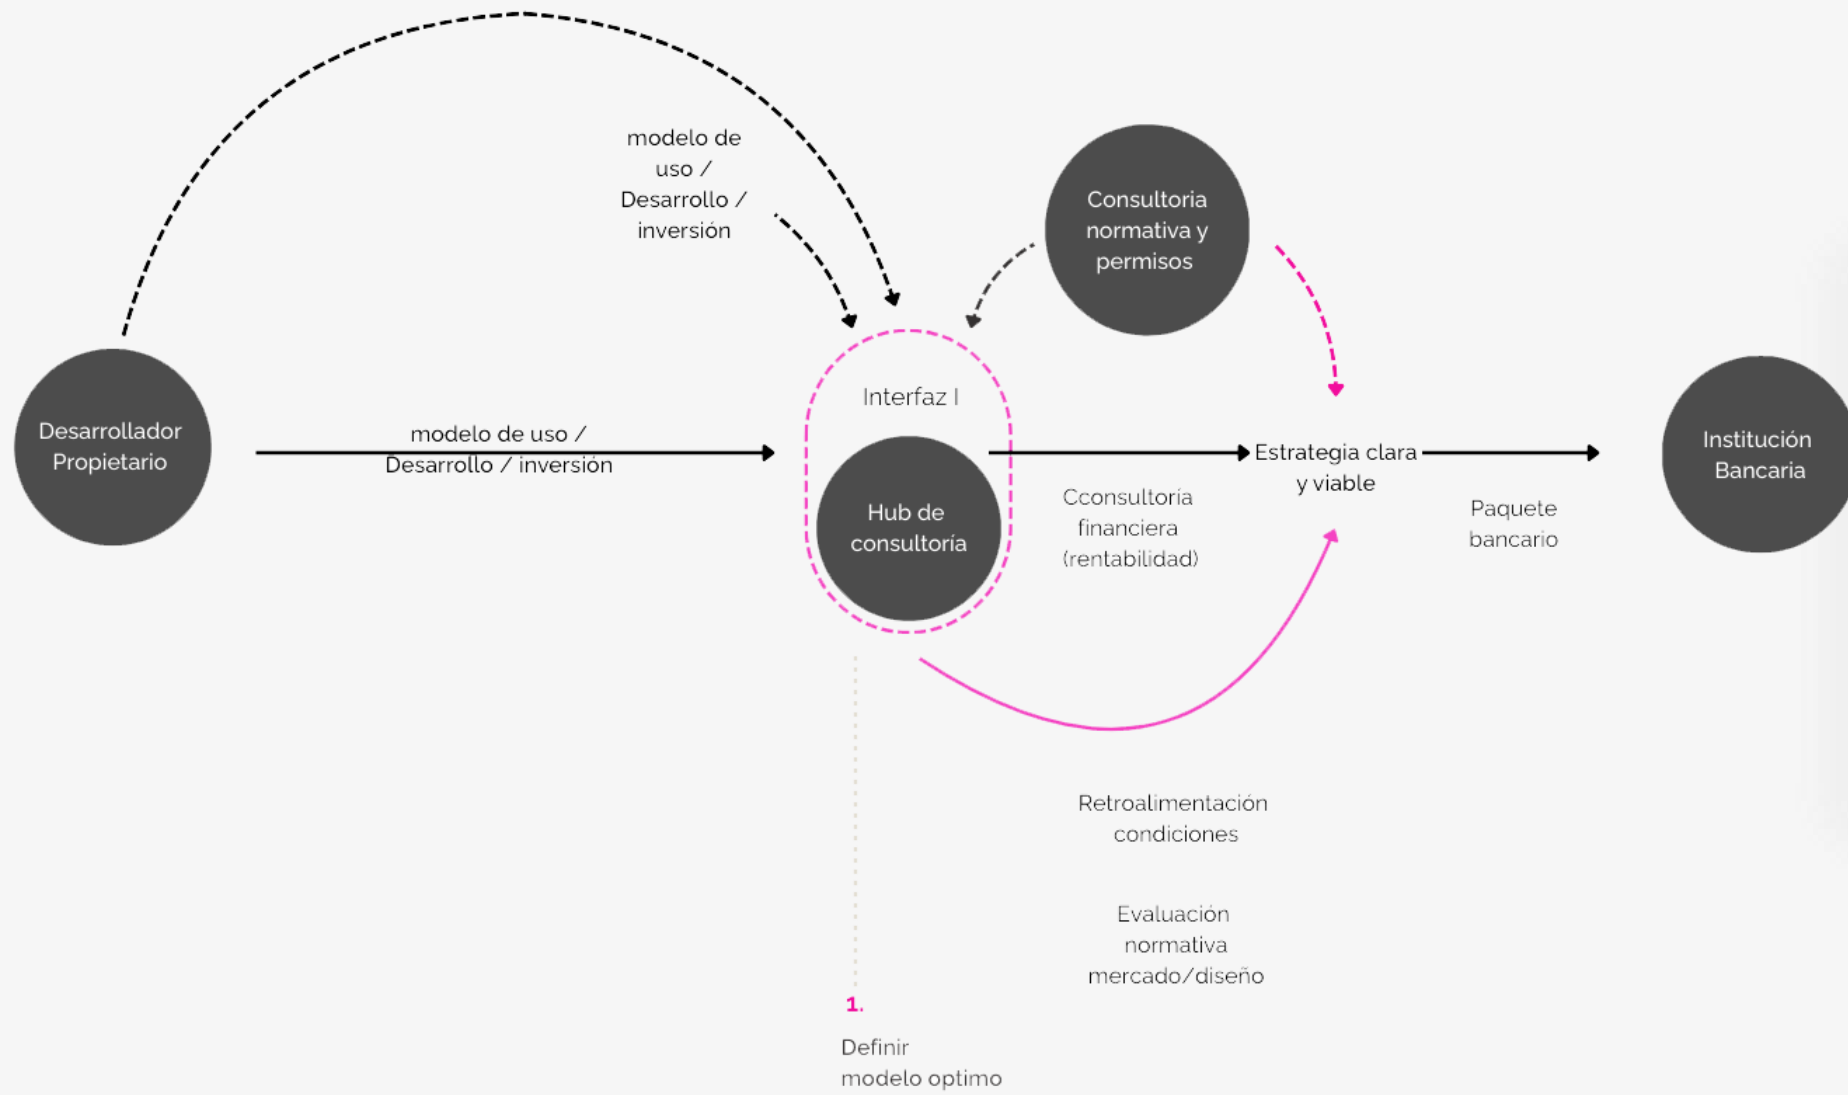 modelo de
uso /
Desarrollo /
inversión
Consultoria
normativa y
permisos
Desarrollador
Propietario
modelo de uso /
Desarrollo / inversión
Interfaz I
Hub de
consultoría
Cconsultoría
financiera
(rentabilidad)
Estrategia clara
y viable
Paquete
bancario
Institución
Bancaria
Retroalimentación
condiciones
Evaluación
normativa
mercado/diseño
1.
Definir
modelo optimo